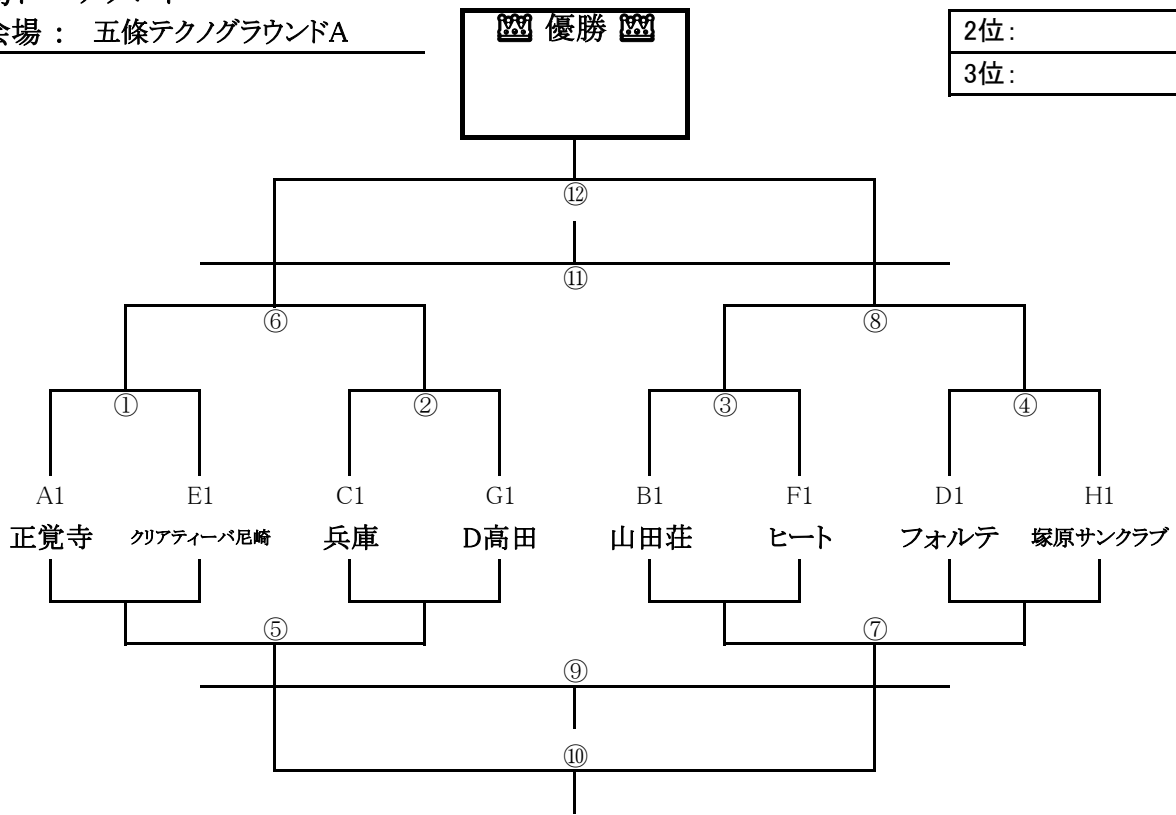 会場： 五條テクノグラウンドA
優勝
2位：
3位：
⑫
⑪
⑥ ⑧
① ② ③ ④
A1 E1 C1 G1 B1 F1 D1 H1
正覚寺 クリアティーバ尼崎 兵庫 D高田 山田荘 ヒート フォルテ 塚原サンクラブ
⑤ ⑦
⑨
⑩